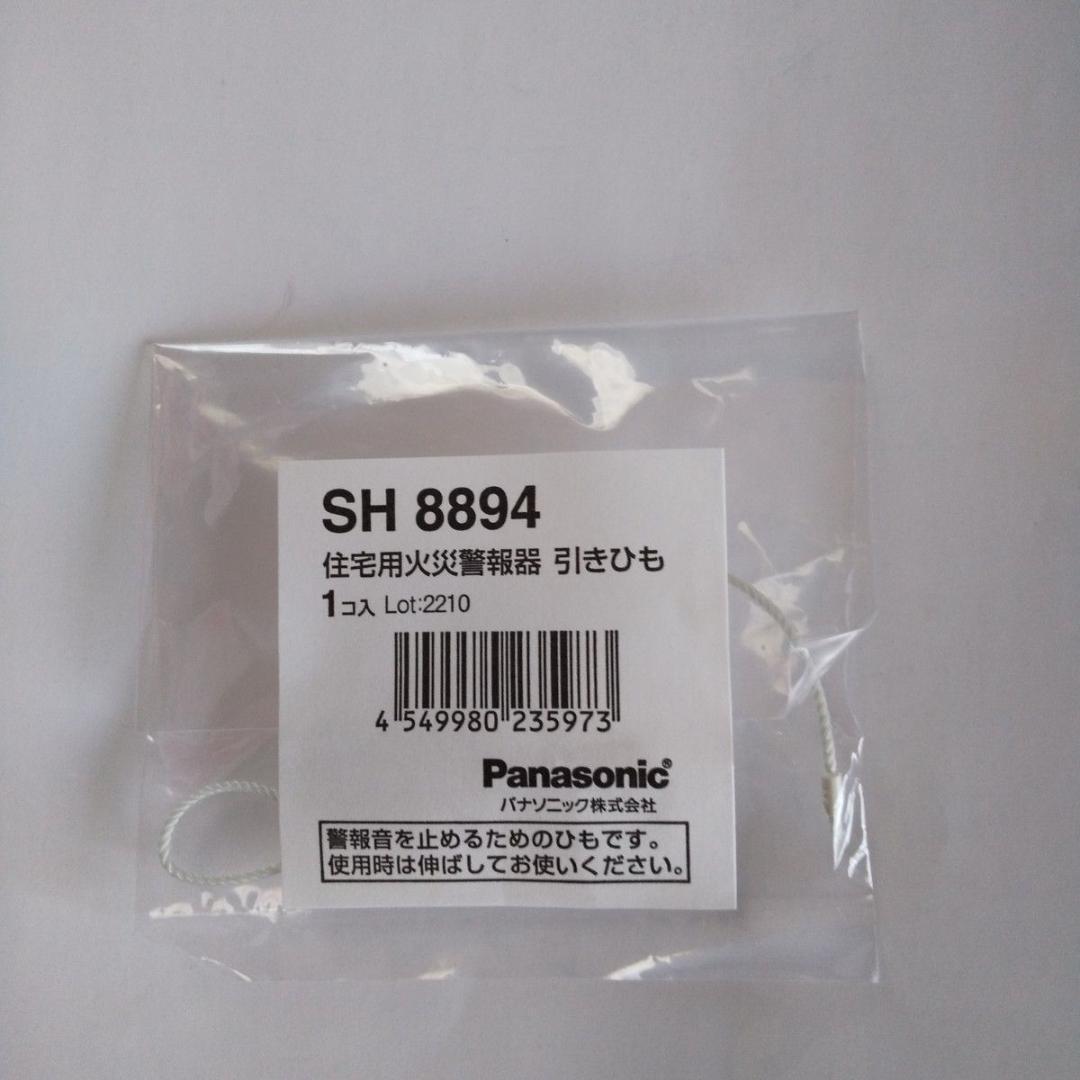 SH 8894
住宅用火災警報器 引きひも
1コ入 Lot:2210
4 549980 235973
Panasonic®
パナソニック株式会社
警報音を止めるためのひもです。
使用時は伸ばしてお使いください。